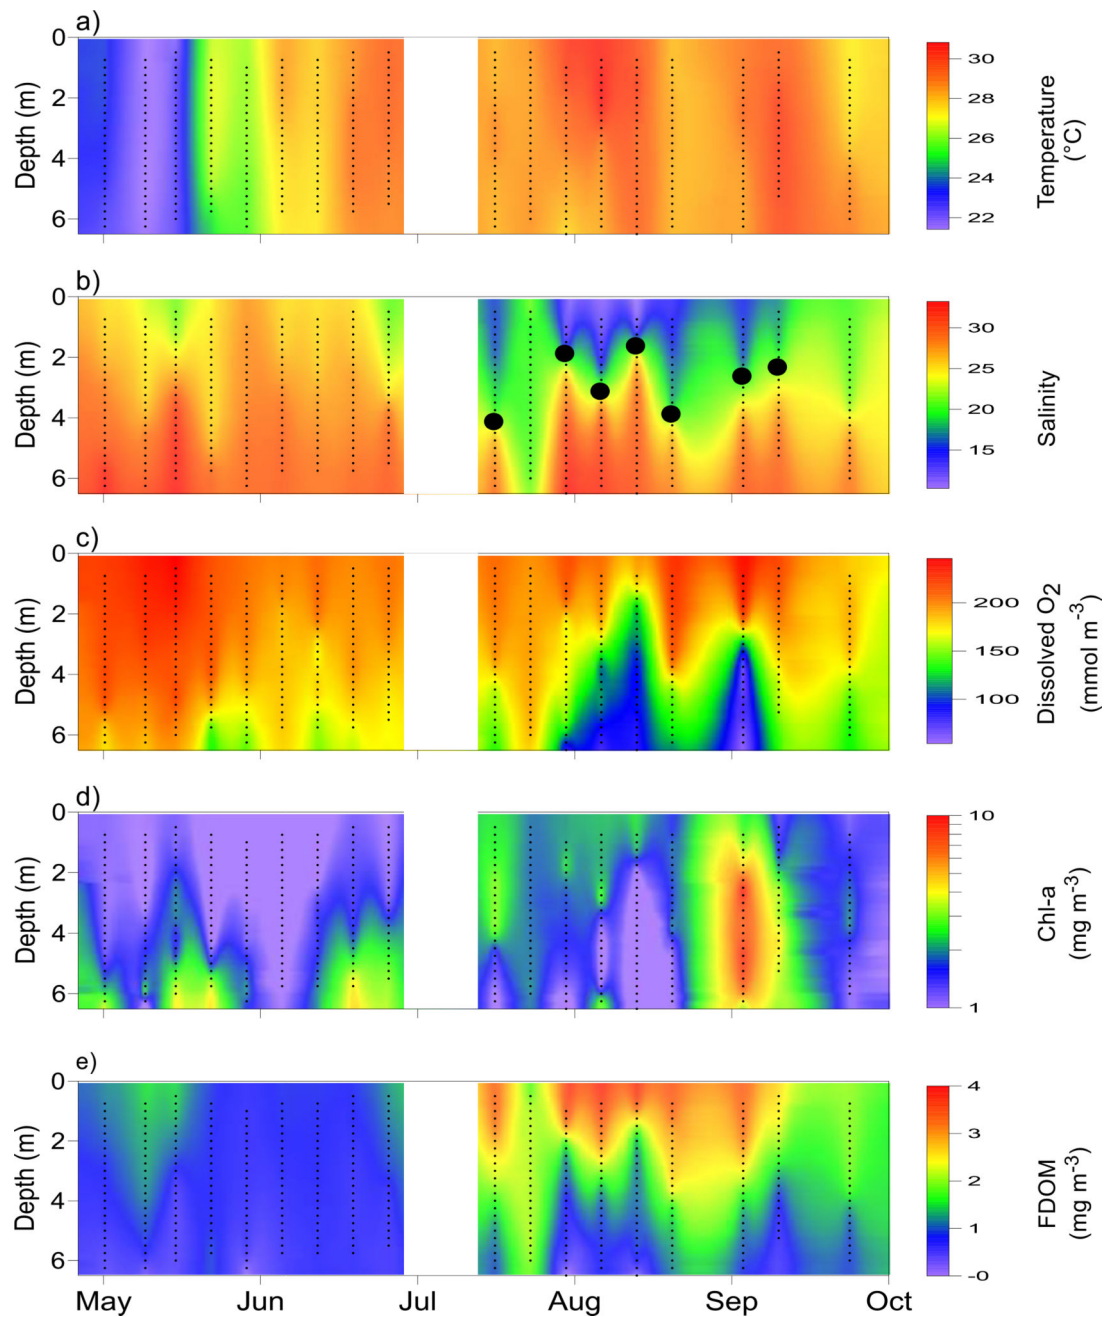 a)
0
2
4
6
Depth (m)
30
28
26
24
22
Temperature
(°C)
b)
0
2
4
6
Depth (m)
30
25
20
15
Salinity
c)
0
2
4
6
Depth (m)
200
150
100
Dissolved O2
(mmol m-3)
d)
0
2
4
6
Depth (m)
10
1
Chl-a
(mg m-3)
e)
0
2
4
6
Depth (m)
4
3
2
1
-0
FDOM
(mg m-3)
May Jun Jul Aug Sep Oct